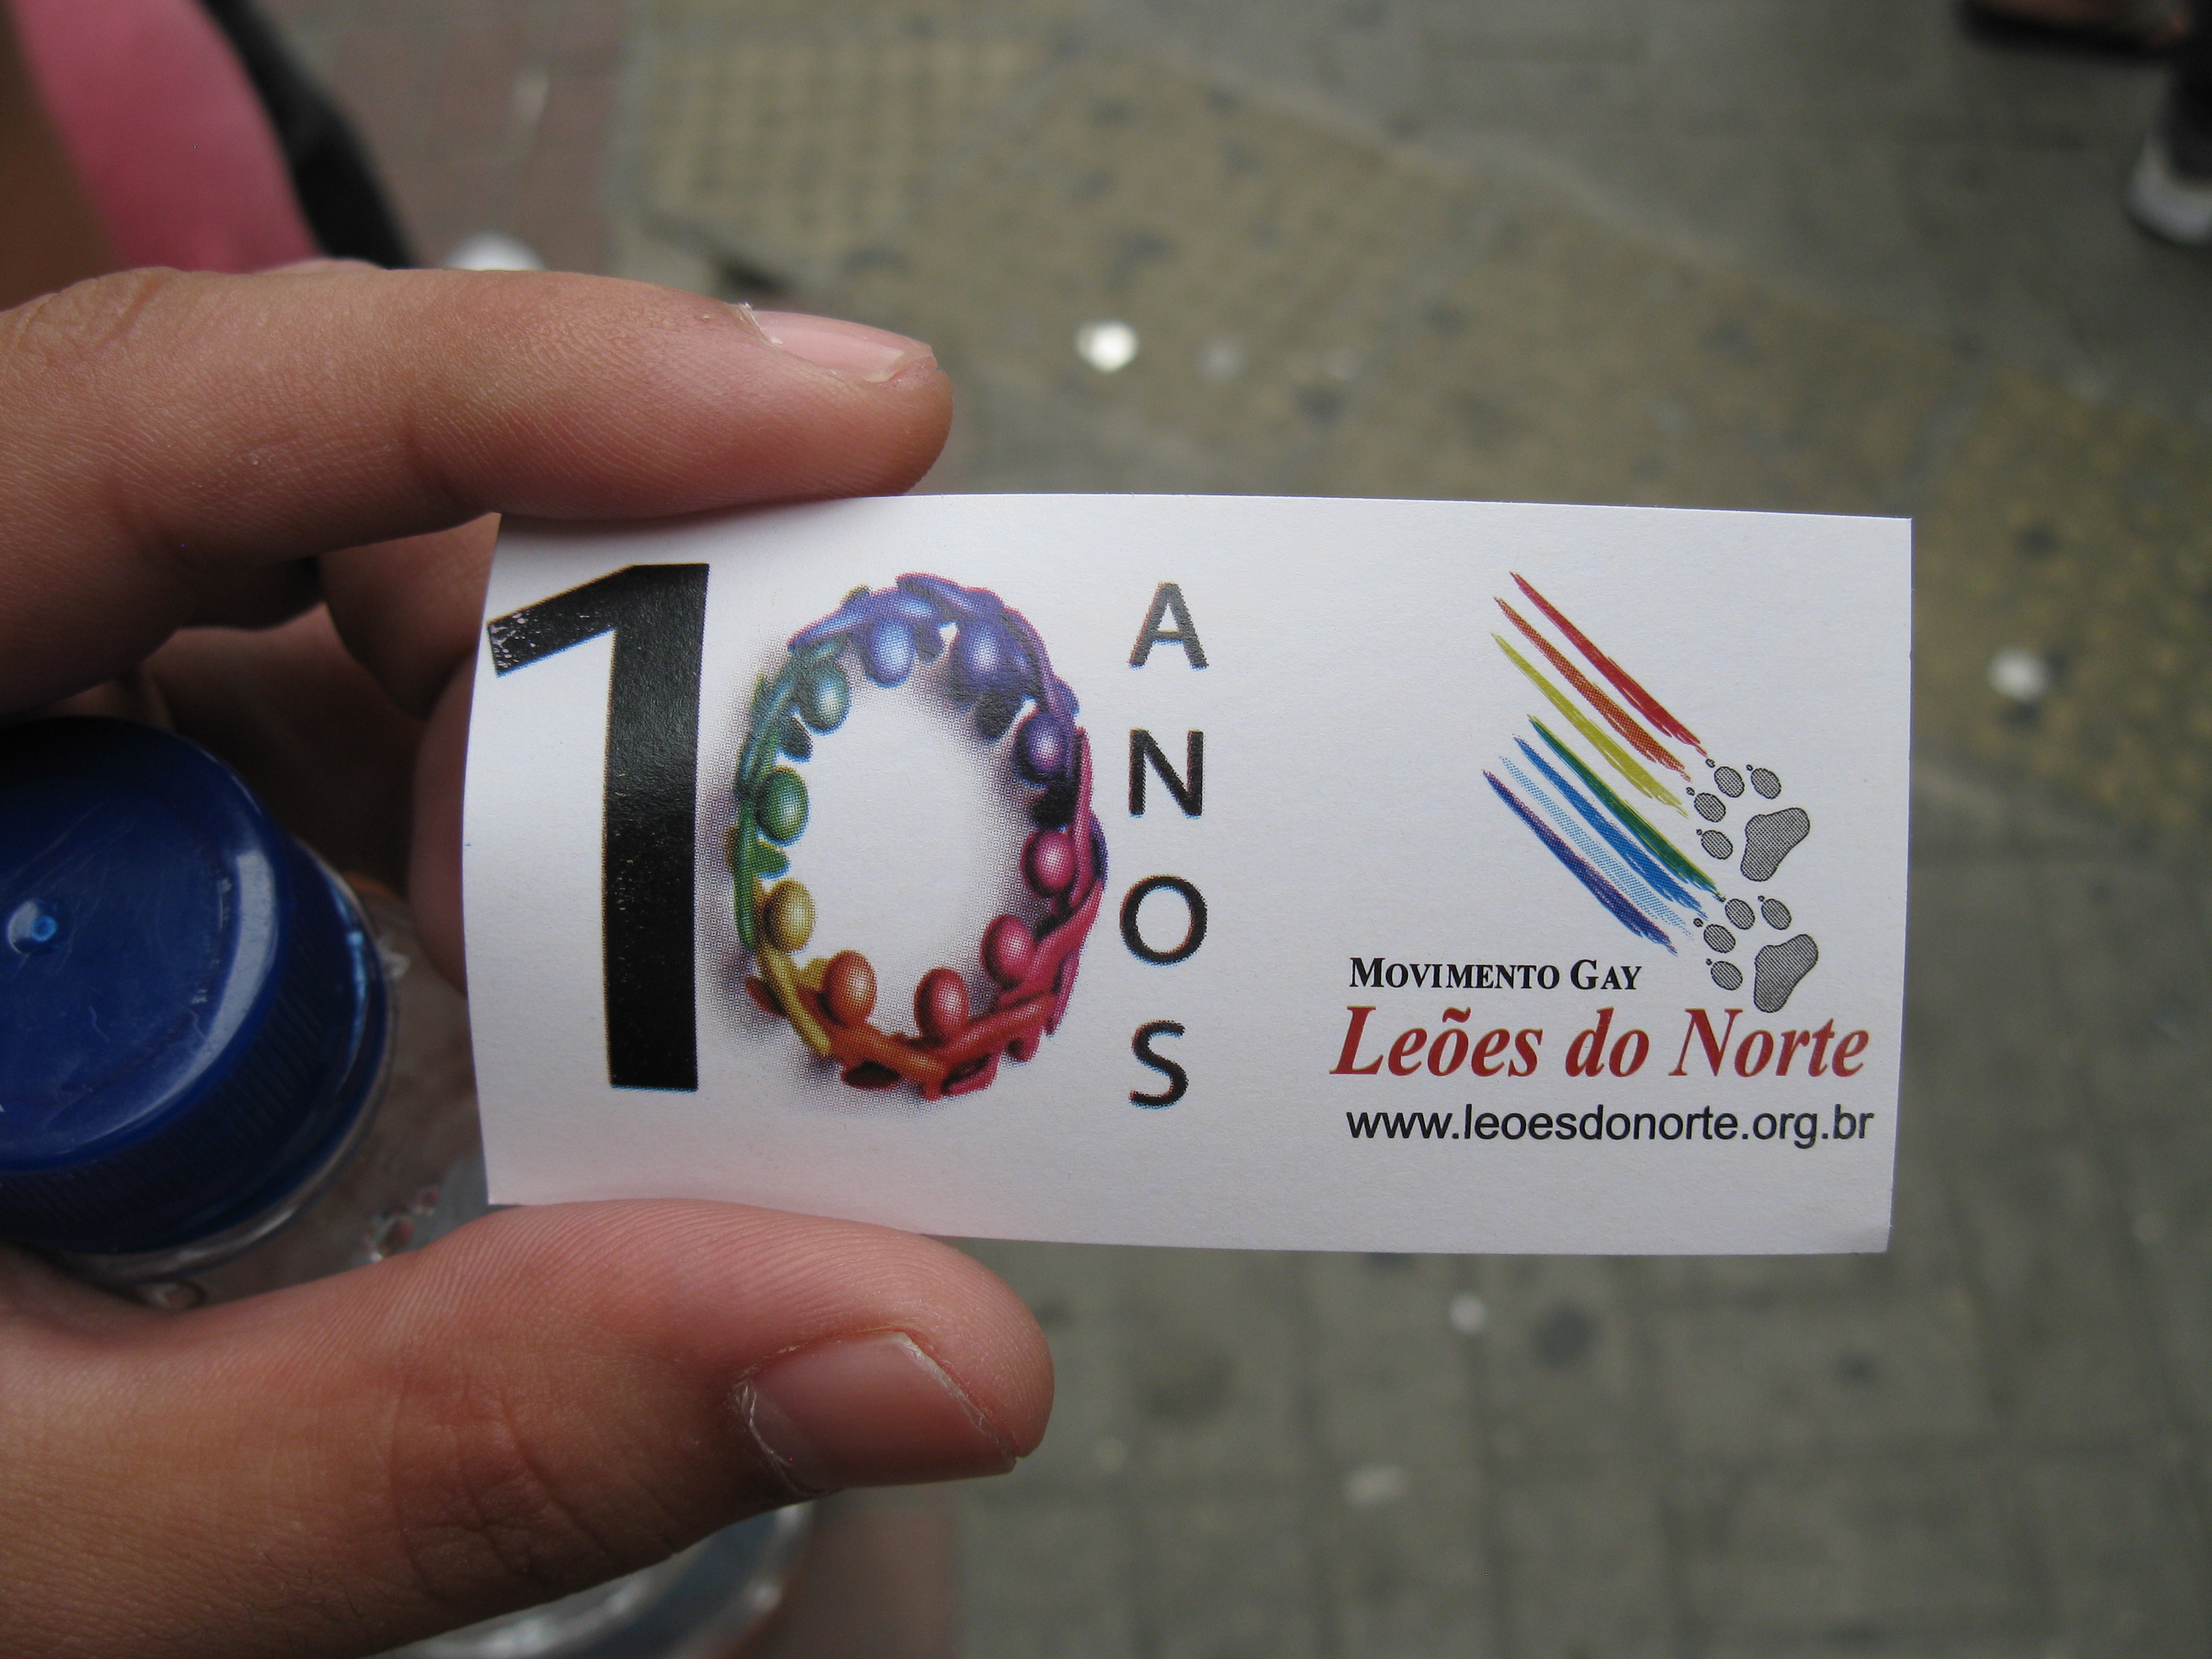 10 ANOS
MOVIMENTO GAY
Leões do Norte
www.leoesdonorte.org.br